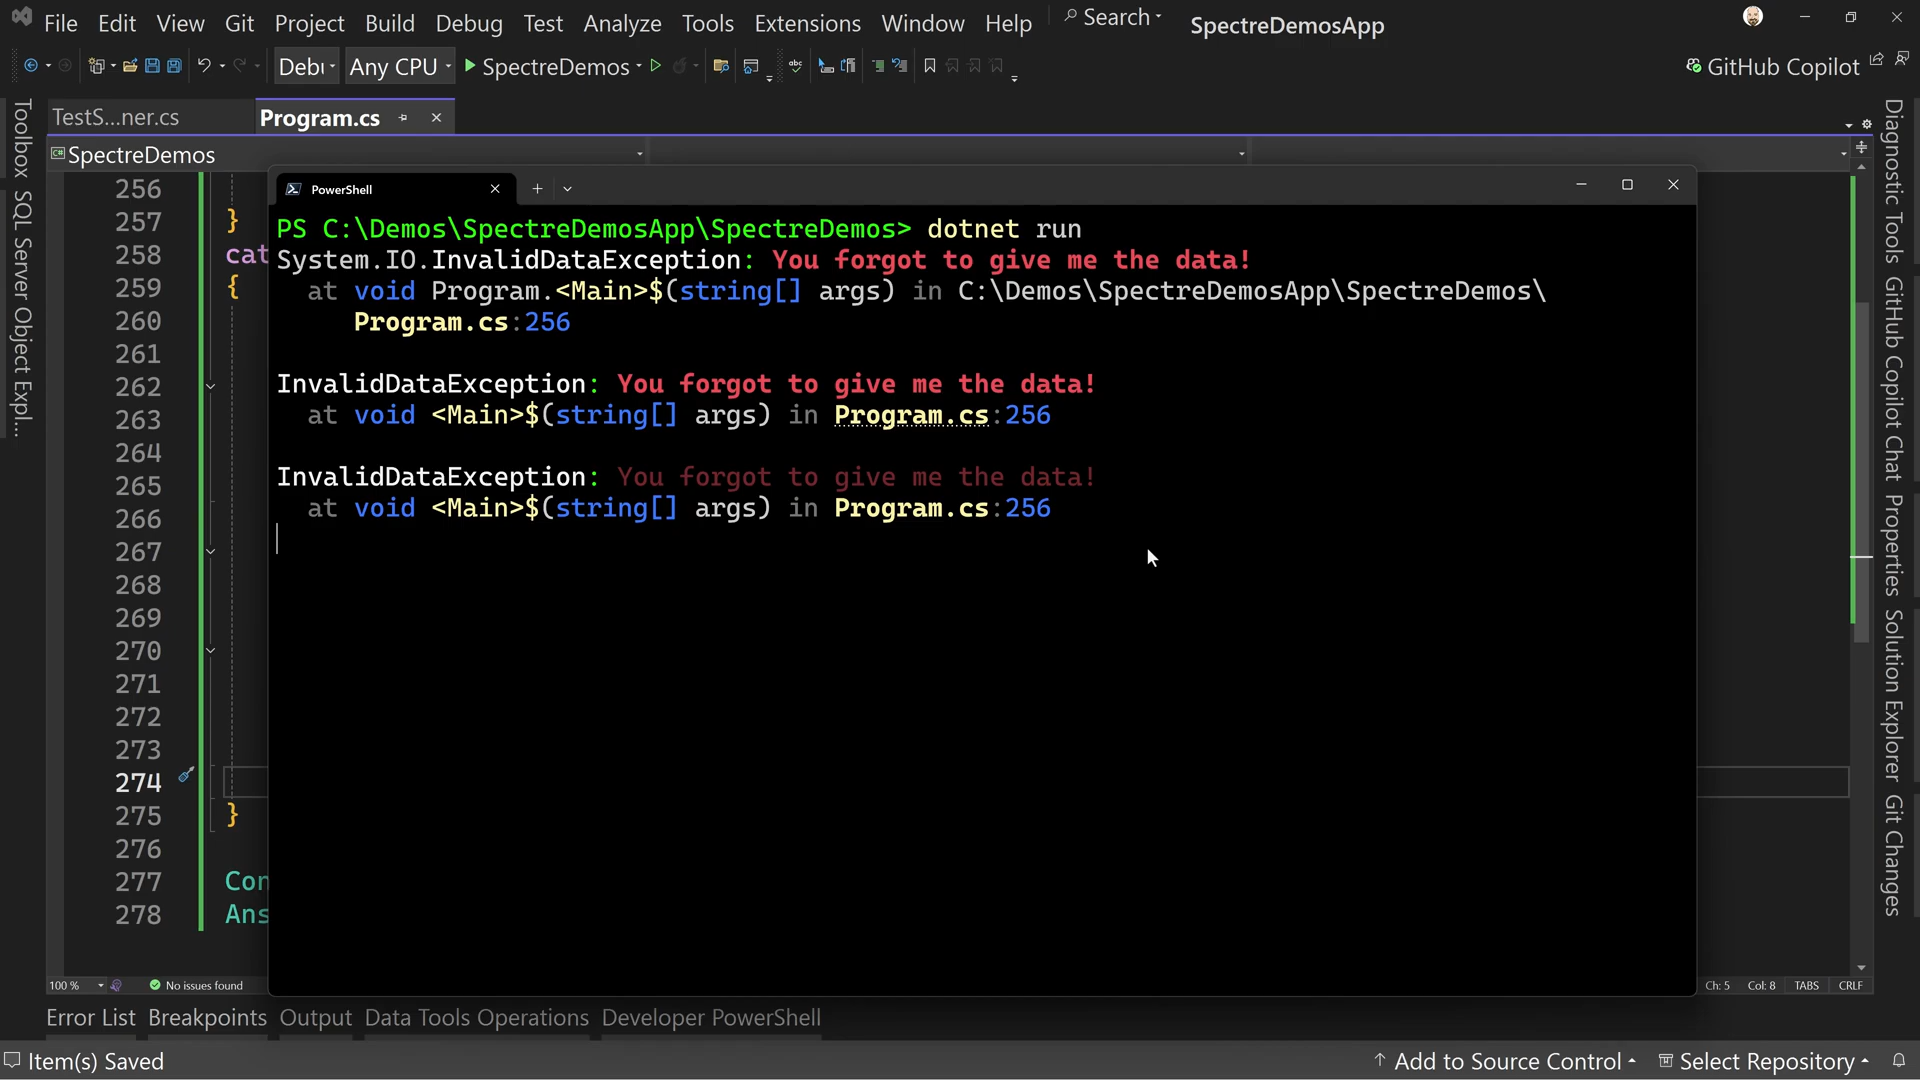 File Edit View Git Project Build Debug Test Analyze Tools Extensions Window Help Search SpectreDemosApp
Debu Any CPU SpectreDemos GitHub Copilot
TestS...ner.cs Program.cs
SpectreDemos
PowerShell
PS C:\Demos\SpectreDemosApp\SpectreDemos> dotnet run
System.IO.InvalidDataException: You forgot to give me the data!
at void Program.<Main>$(string[] args) in C:\Demos\SpectreDemosApp\SpectreDemos\
Program.cs:256
InvalidDataException: You forgot to give me the data!
at void <Main>$(string[] args) in Program.cs:256
InvalidDataException: You forgot to give me the data!
at void <Main>$(string[] args) in Program.cs:256
256
257 }
258 cat
259 {
260
261
262
263
264
265
266
267
268
269
270
271
272
273
274
275 }
276
277 Con
278 Ans
Toolbox
SQL Server Object Expl...
Diagnostic Tools
GitHub Copilot Chat
Properties
Solution Explorer
Git Changes
100 % No issues found Ch: 5 Col: 8 TABS CRLF
Error List Breakpoints Output Data Tools Operations Developer PowerShell
Item(s) Saved Add to Source Control Select Repository